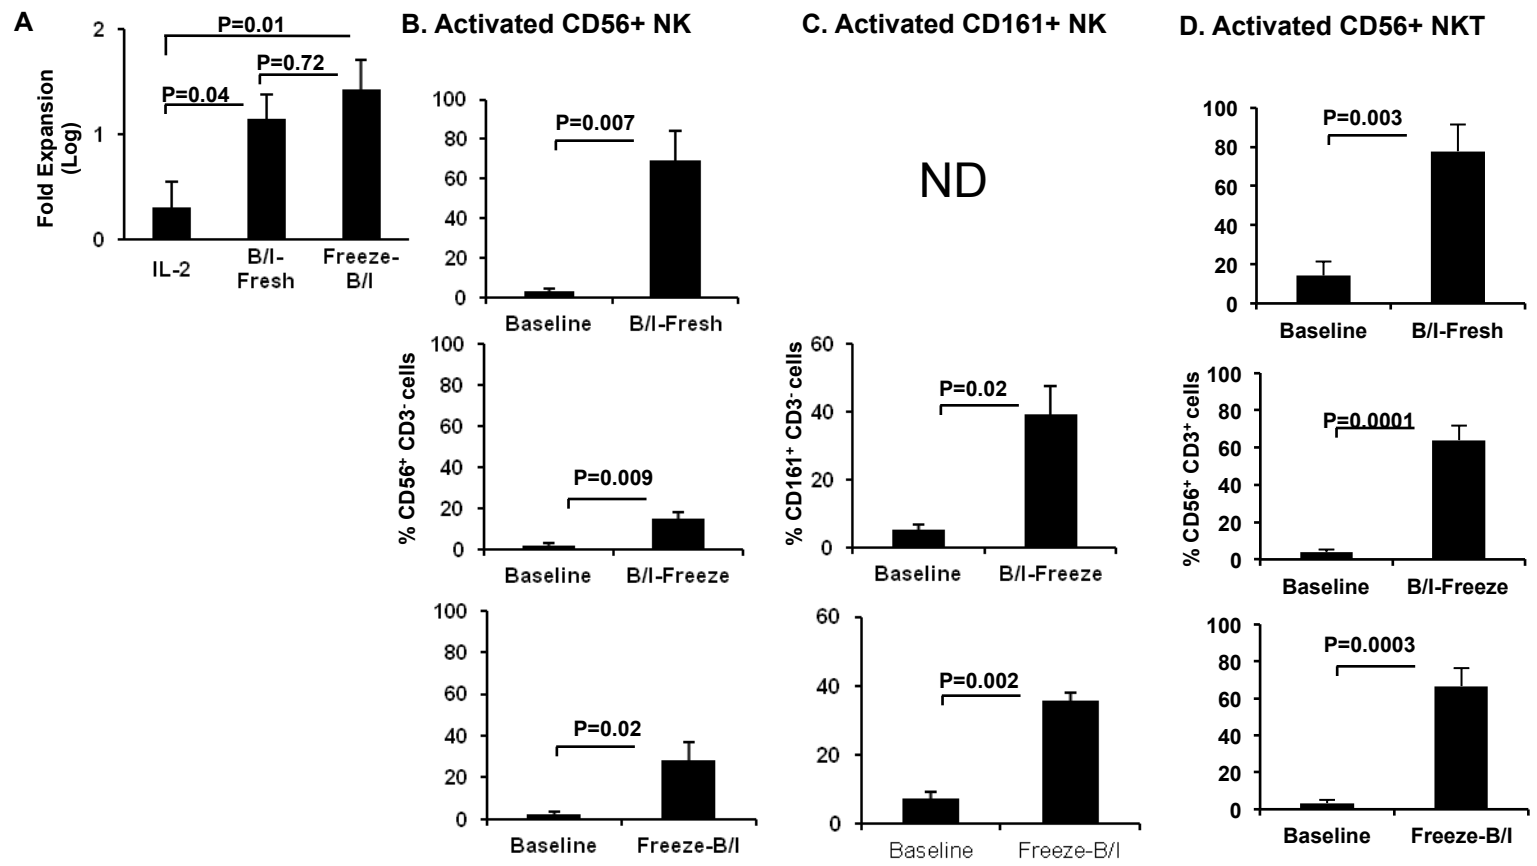 A
2
1
0
Fold Expansion
(Log)
P=0.01
P=0.72
P=0.04
IL-2
B/I-
Fresh
Freeze-
B/I
B. Activated CD56+ NK
100
80
60
40
20
0
P=0.007
Baseline
B/I-Fresh
% CD56⁺ CD3⁻ cells
100
80
60
40
20
0
P=0.009
Baseline
B/I-Freeze
100
80
60
40
20
0
P=0.02
Baseline
Freeze-B/I
C. Activated CD161+ NK
ND
% CD161⁺ CD3⁻ cells
60
40
20
0
P=0.02
Baseline
B/I-Freeze
60
40
20
0
P=0.002
Baseline
Freeze-B/I
D. Activated CD56+ NKT
100
80
60
40
20
0
P=0.003
Baseline
B/I-Fresh
% CD56⁺ CD3⁺ cells
100
80
60
40
20
0
P=0.0001
Baseline
B/I-Freeze
100
80
60
40
20
0
P=0.0003
Baseline
Freeze-B/I